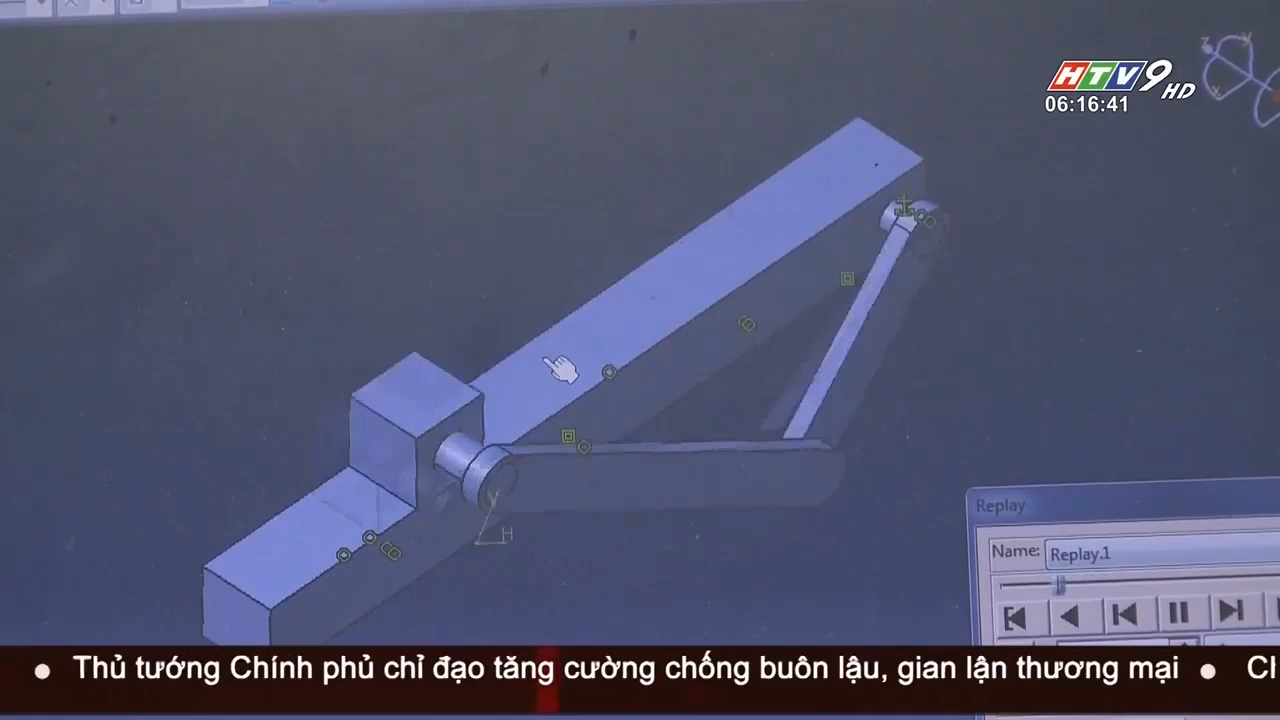 HTV9 HD
06:16:41
Replay
Name: Replay.1
• Thủ tướng Chính phủ chỉ đạo tăng cường chống buôn lậu, gian lận thương mại • Ch